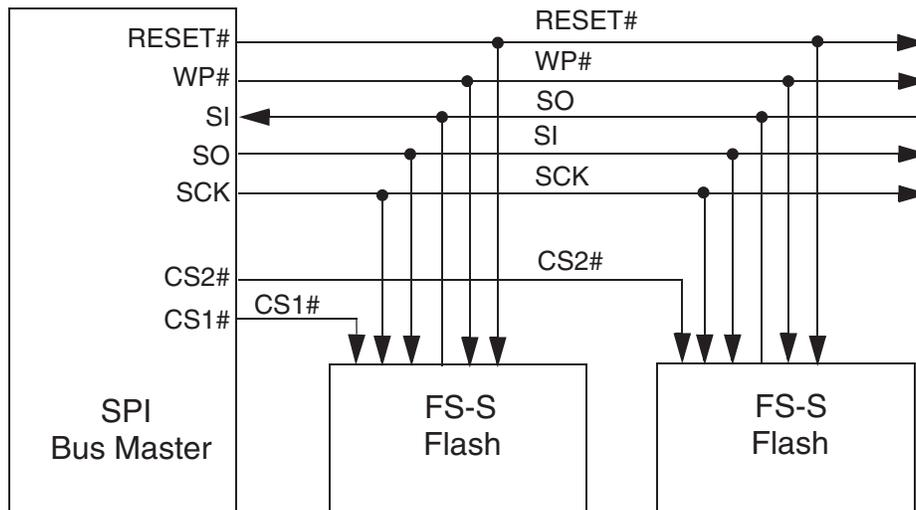 RESET#
RESET#
WP#
WP#
SI
SO
SO
SI
SCK
SCK
CS2#
CS2#
CS1#
CS1#
SPI
Bus Master
FS-S
Flash
FS-S
Flash